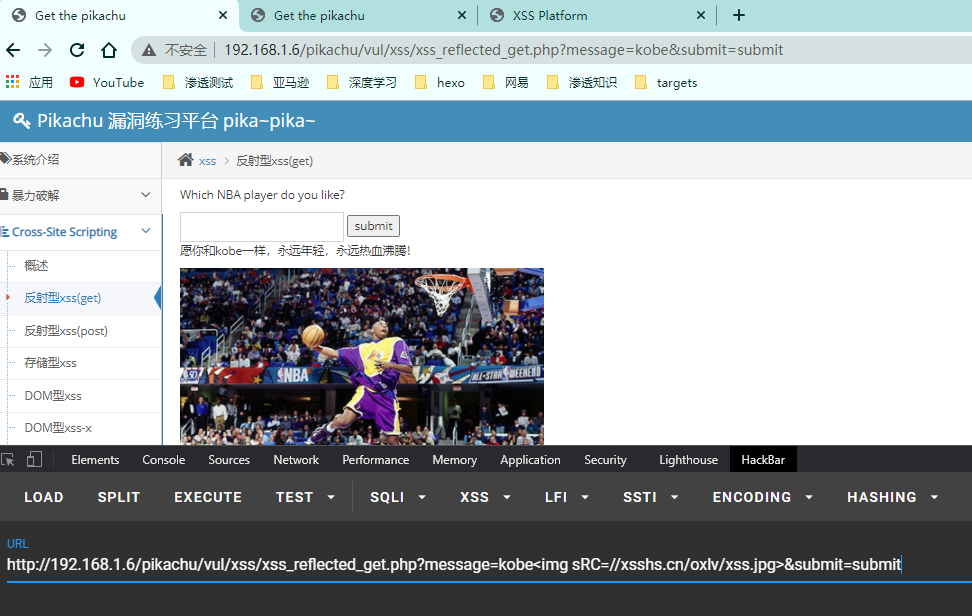 Get the pikachu
Get the pikachu
XSS Platform
不安全 | 192.168.1.6/pikachu/vul/xss/xss_reflected_get.php?message=kobe&submit=submit
应用 YouTube 渗透测试 亚马逊 深度学习 hexo 网易 渗透知识 targets
Pikachu 漏洞练习平台 pika~pika~
系统介绍
暴力破解
Cross-Site Scripting
概述
反射型xss(get)
反射型xss(post)
存储型xss
DOM型xss
DOM型xss-x
xss > 反射型xss(get)
Which NBA player do you like?
submit
愿你和kobe一样，永远年轻，永远热血沸腾！
NBA
ALL-STAR WEEKEND
Elements Console Sources Network Performance Memory Application Security Lighthouse HackBar
LOAD SPLIT EXECUTE TEST SQLI XSS LFI SSTI ENCODING HASHING
URL
http://192.168.1.6/pikachu/vul/xss/xss_reflected_get.php?message=kobe<img sRC=//xsshs.cn/oxlv/xss.jpg>&submit=submit